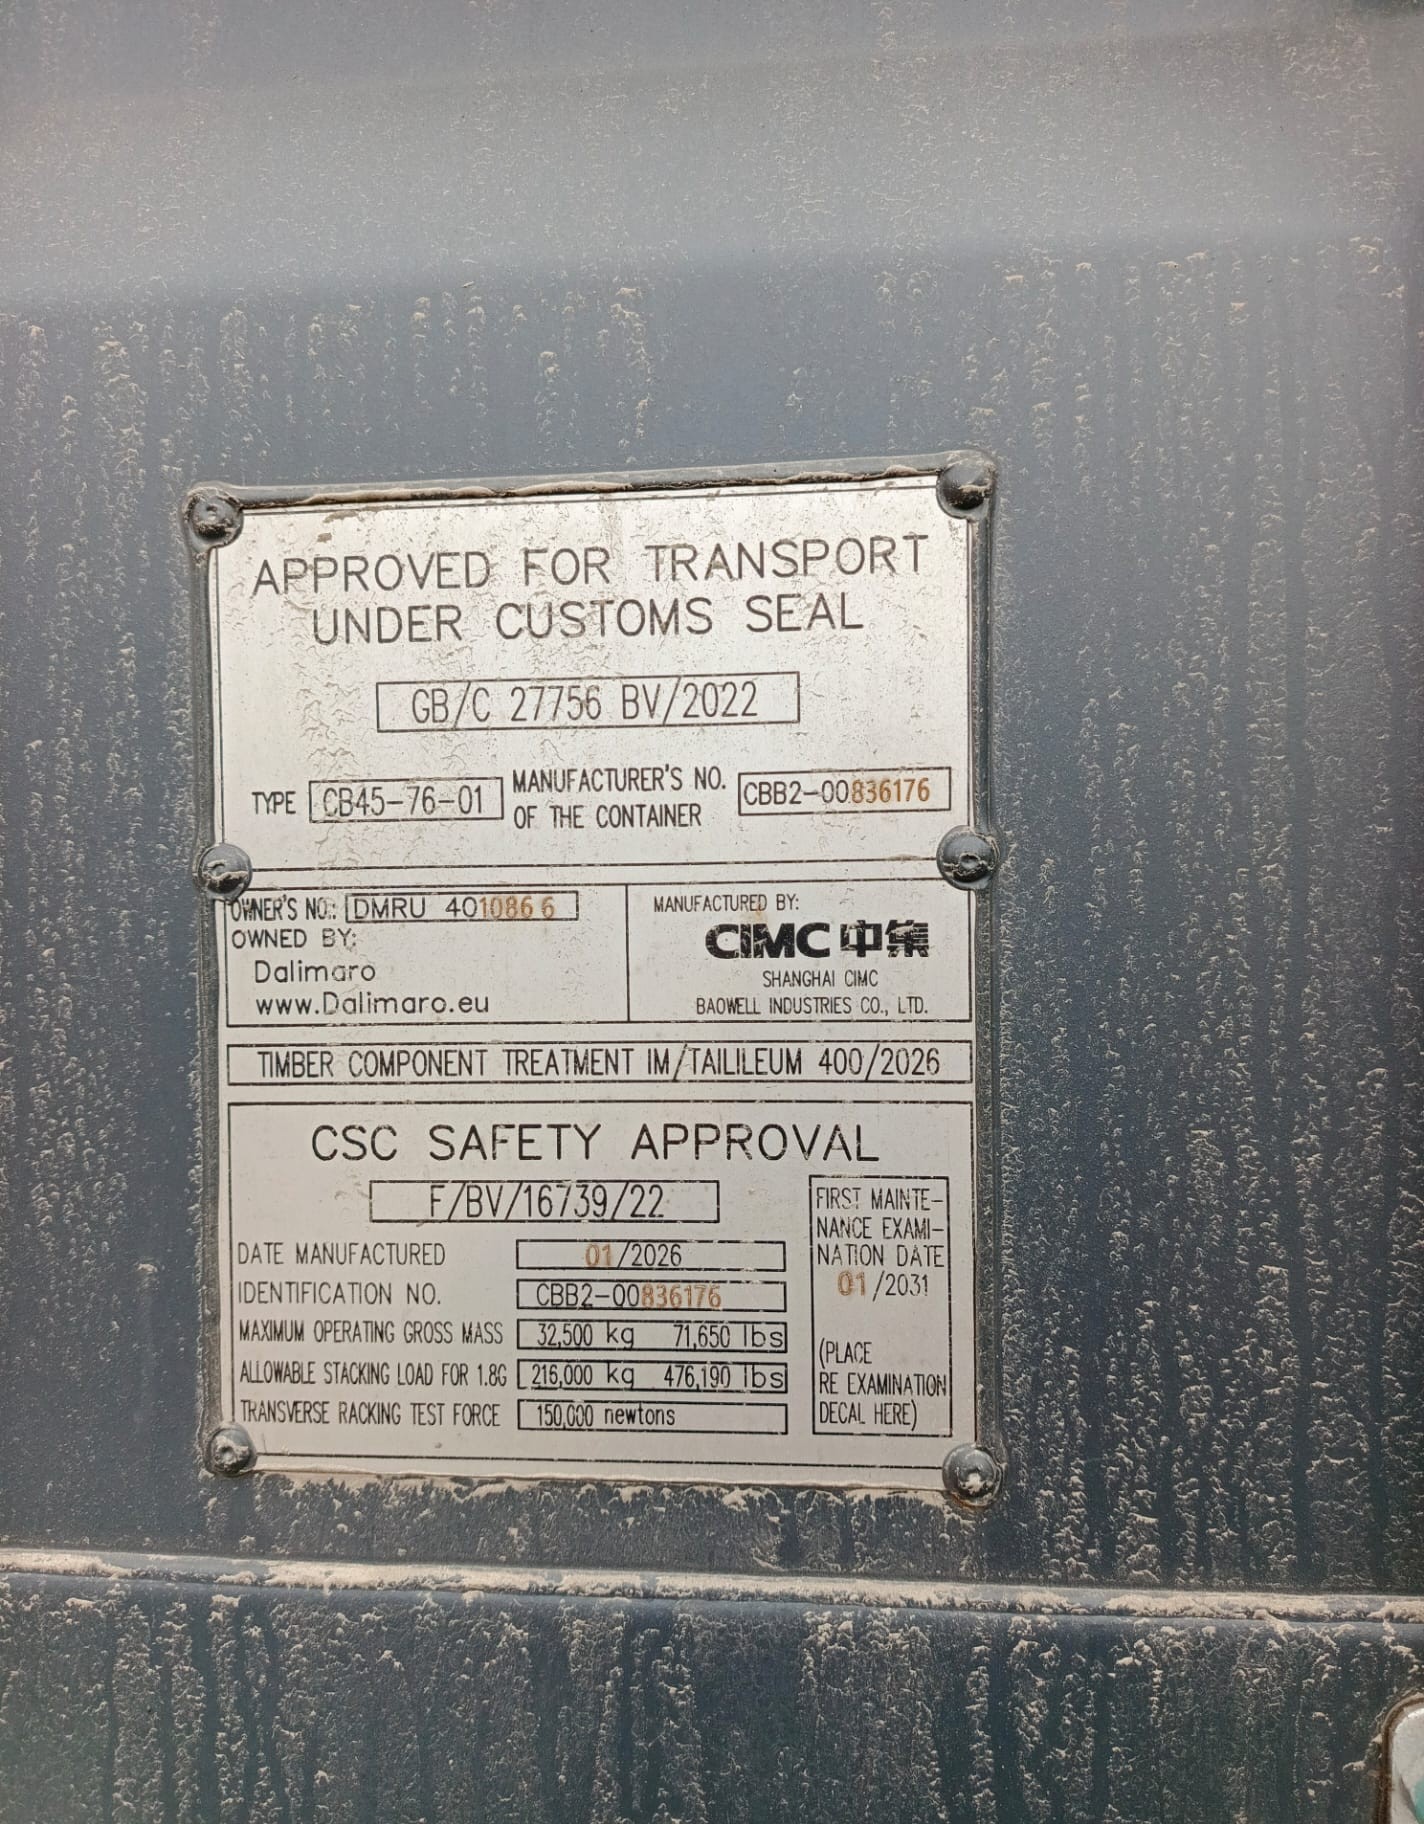 APPROVED FOR TRANSPORT
UNDER CUSTOMS SEAL
GB/C 27756 BV/2022
TYPE CB45-76-01
MANUFACTURER'S NO.
OF THE CONTAINER
CBB2-00836176
OWNER'S NO.: DMRU 401086 6
OWNED BY:
Dalimaro
www.Dalimaro.eu
MANUFACTURED BY:
CIMC 中集
SHANGHAI CIMC
BAOWELL INDUSTRIES CO., LTD.
TIMBER COMPONENT TREATMENT IM/TAILILEUM 400/2026
CSC SAFETY APPROVAL
F/BV/16739/22
DATE MANUFACTURED 01/2026
IDENTIFICATION NO. CBB2-00836176
MAXIMUM OPERATING GROSS MASS 32,500 kg 71,650 lbs
ALLOWABLE STACKING LOAD FOR 1.8G 216,000 kg 476,190 lbs
TRANSVERSE RACKING TEST FORCE 150,000 newtons
FIRST MAINTE-
NANCE EXAMI-
NATION DATE
01/2031
(PLACE
RE EXAMINATION
DECAL HERE)